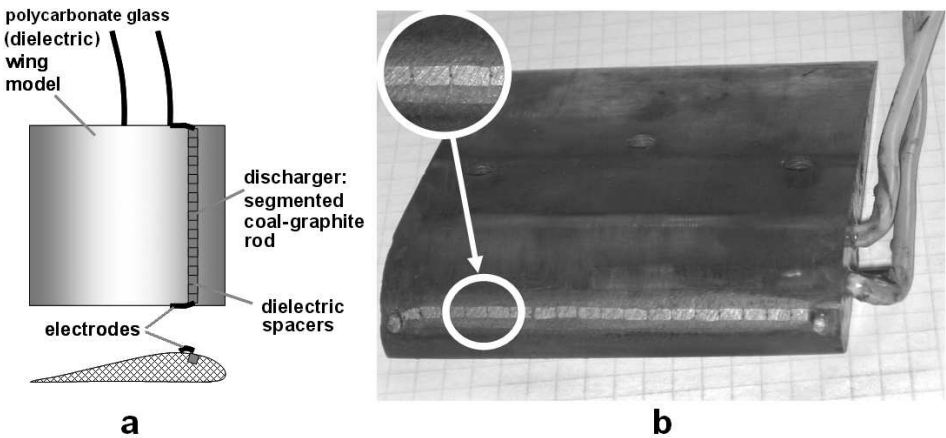 polycarbonate glass
(dielectric)
wing
model
discharger:
segmented
coal-graphite
rod
dielectric
spacers
electrodes
a
b